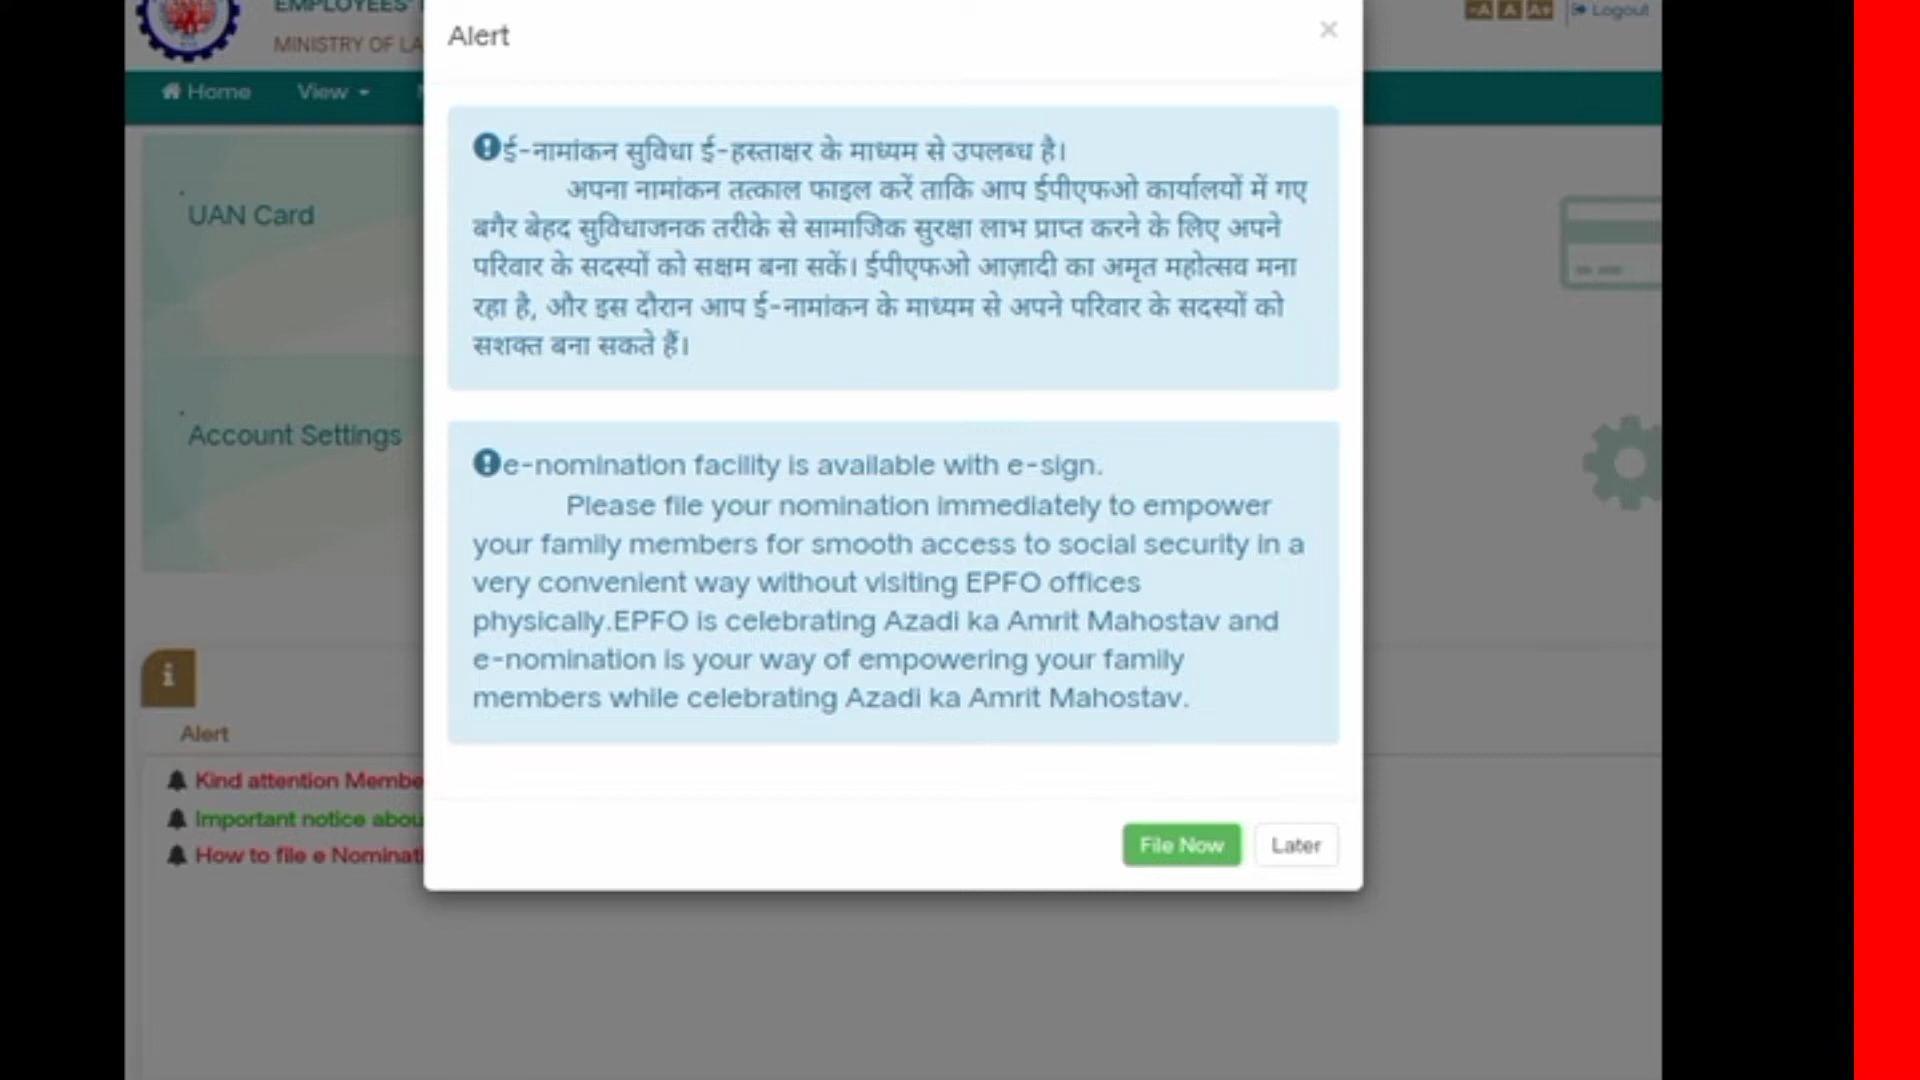 EMPLOYEES'
MINISTRY OF LA
-A A A+ Logout
Home View
Alert ×
ई-नामांकन सुविधा ई-हस्ताक्षर के माध्यम से उपलब्ध है।
अपना नामांकन तत्काल फाइल करें ताकि आप ईपीएफओ कार्यालयों में गए
बगैर बेहद सुविधाजनक तरीके से सामाजिक सुरक्षा लाभ प्राप्त करने के लिए अपने
परिवार के सदस्यों को सक्षम बना सकें। ईपीएफओ आज़ादी का अमृत महोत्सव मना
रहा है, और इस दौरान आप ई-नामांकन के माध्यम से अपने परिवार के सदस्यों को
सशक्त बना सकते हैं।
UAN Card
Account Settings
e-nomination facility is available with e-sign.
Please file your nomination immediately to empower
your family members for smooth access to social security in a
very convenient way without visiting EPFO offices
physically.EPFO is celebrating Azadi ka Amrit Mahostav and
e-nomination is your way of empowering your family
members while celebrating Azadi ka Amrit Mahostav.
Alert
Kind attention Membe
Important notice abou
How to file e Nominati
File Now Later